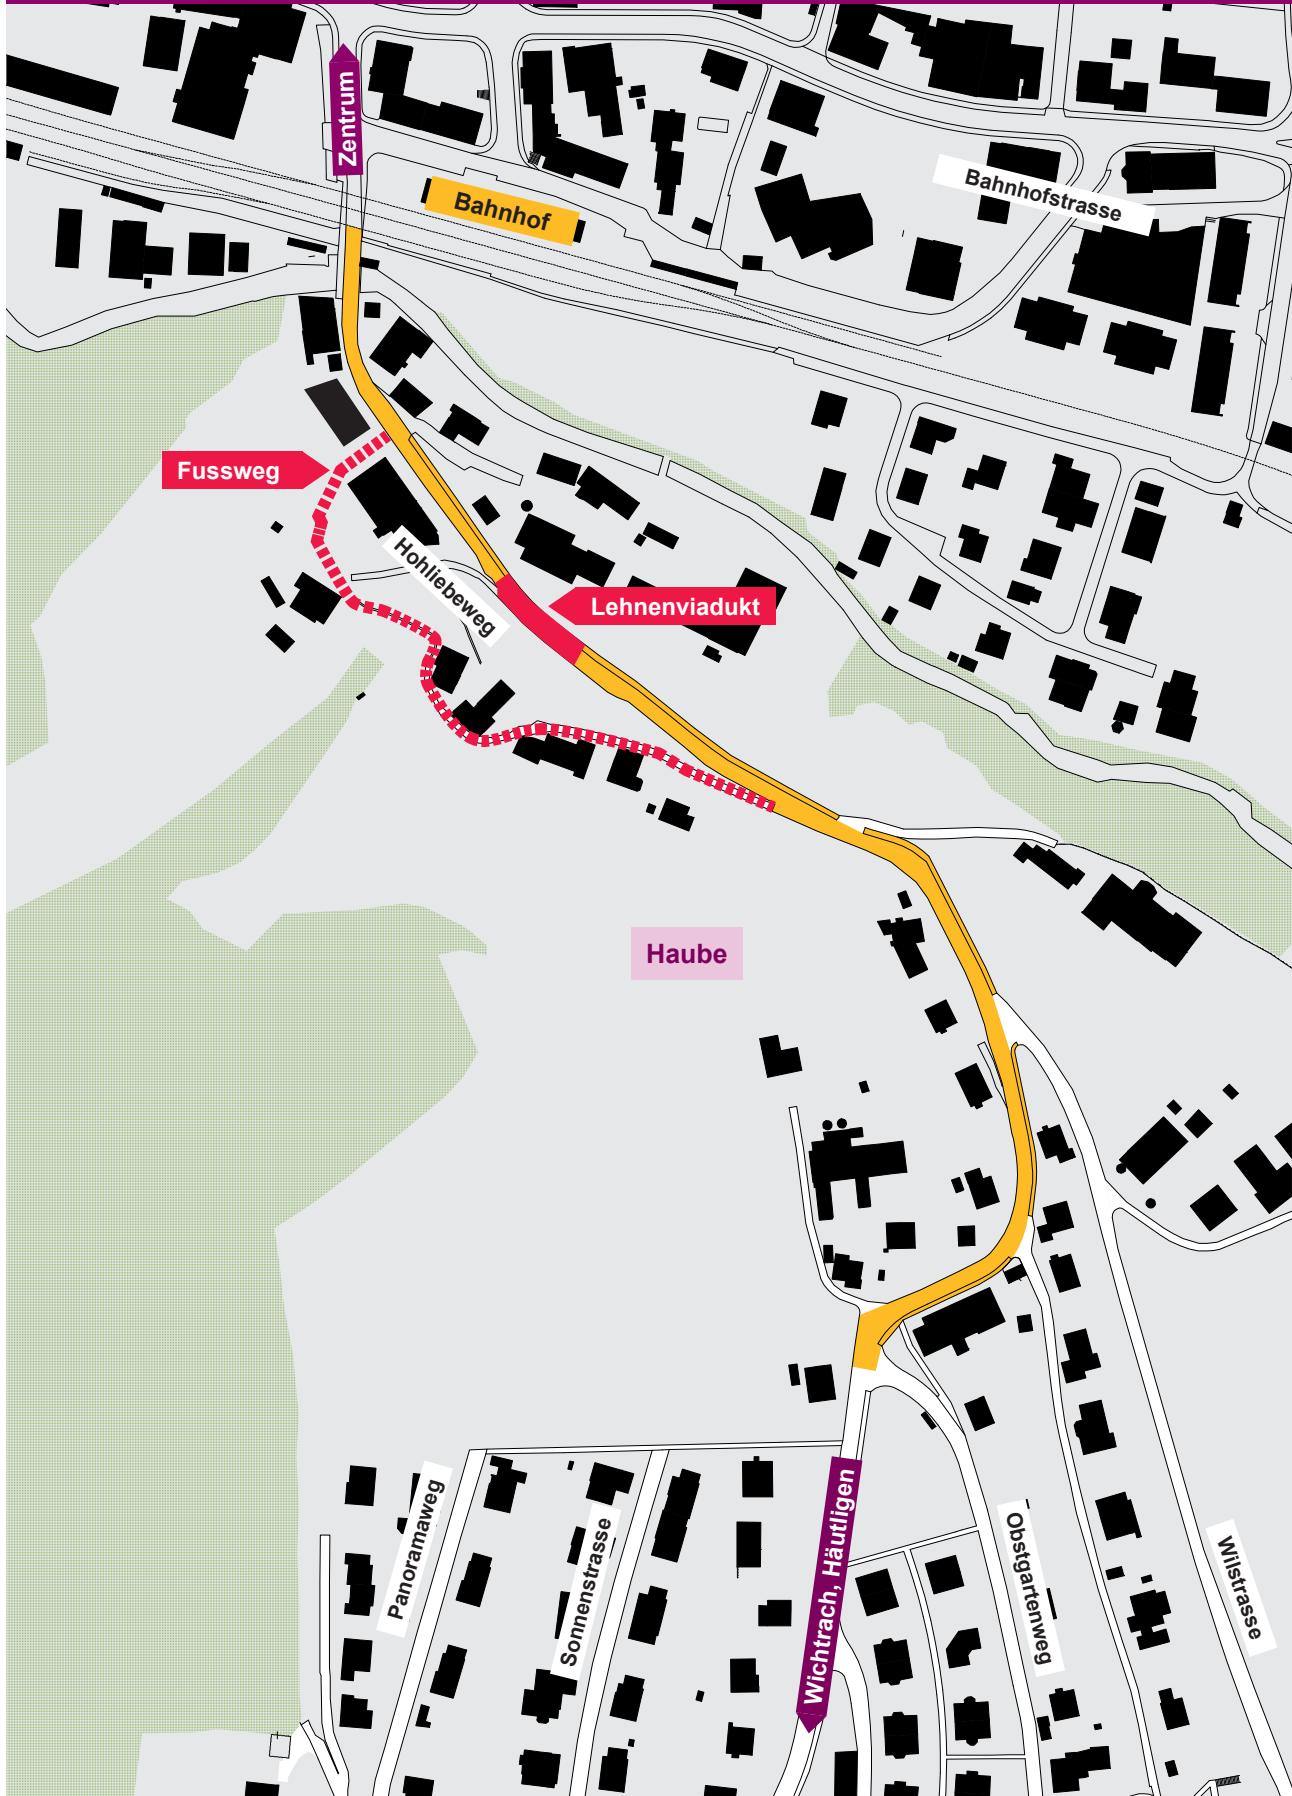 Zentrum
Bahnhof
Bahnhofstrasse
Fussweg
Hohliebeweg
Lehnenviadukt
Haube
Panoramaweg
Sonnenstrasse
Wichtrach, Häutligen
Obstgartenweg
Wilstrasse